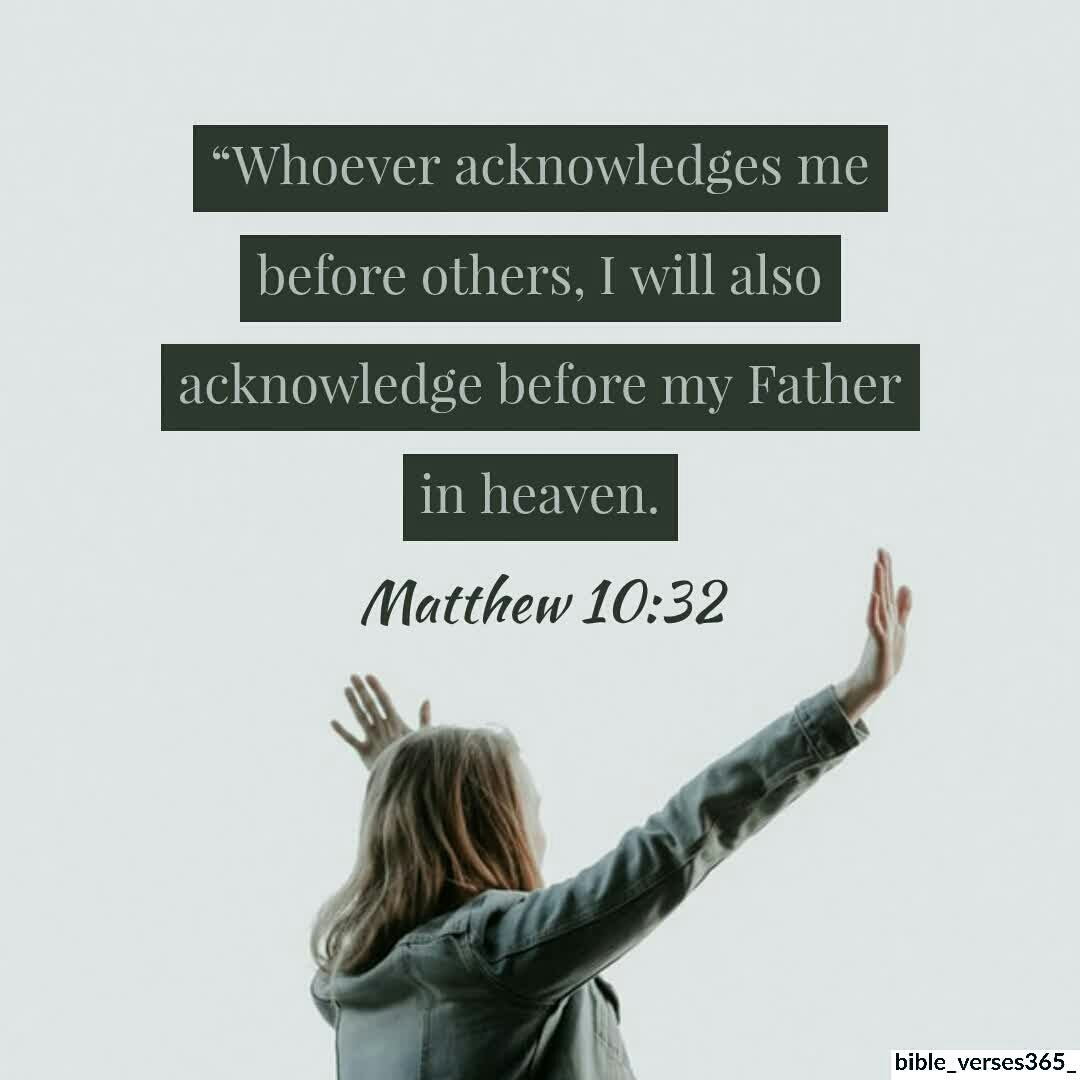 “Whoever acknowledges me
before others, I will also
acknowledge before my Father
in heaven.
Matthew 10:32
bible_verses365_